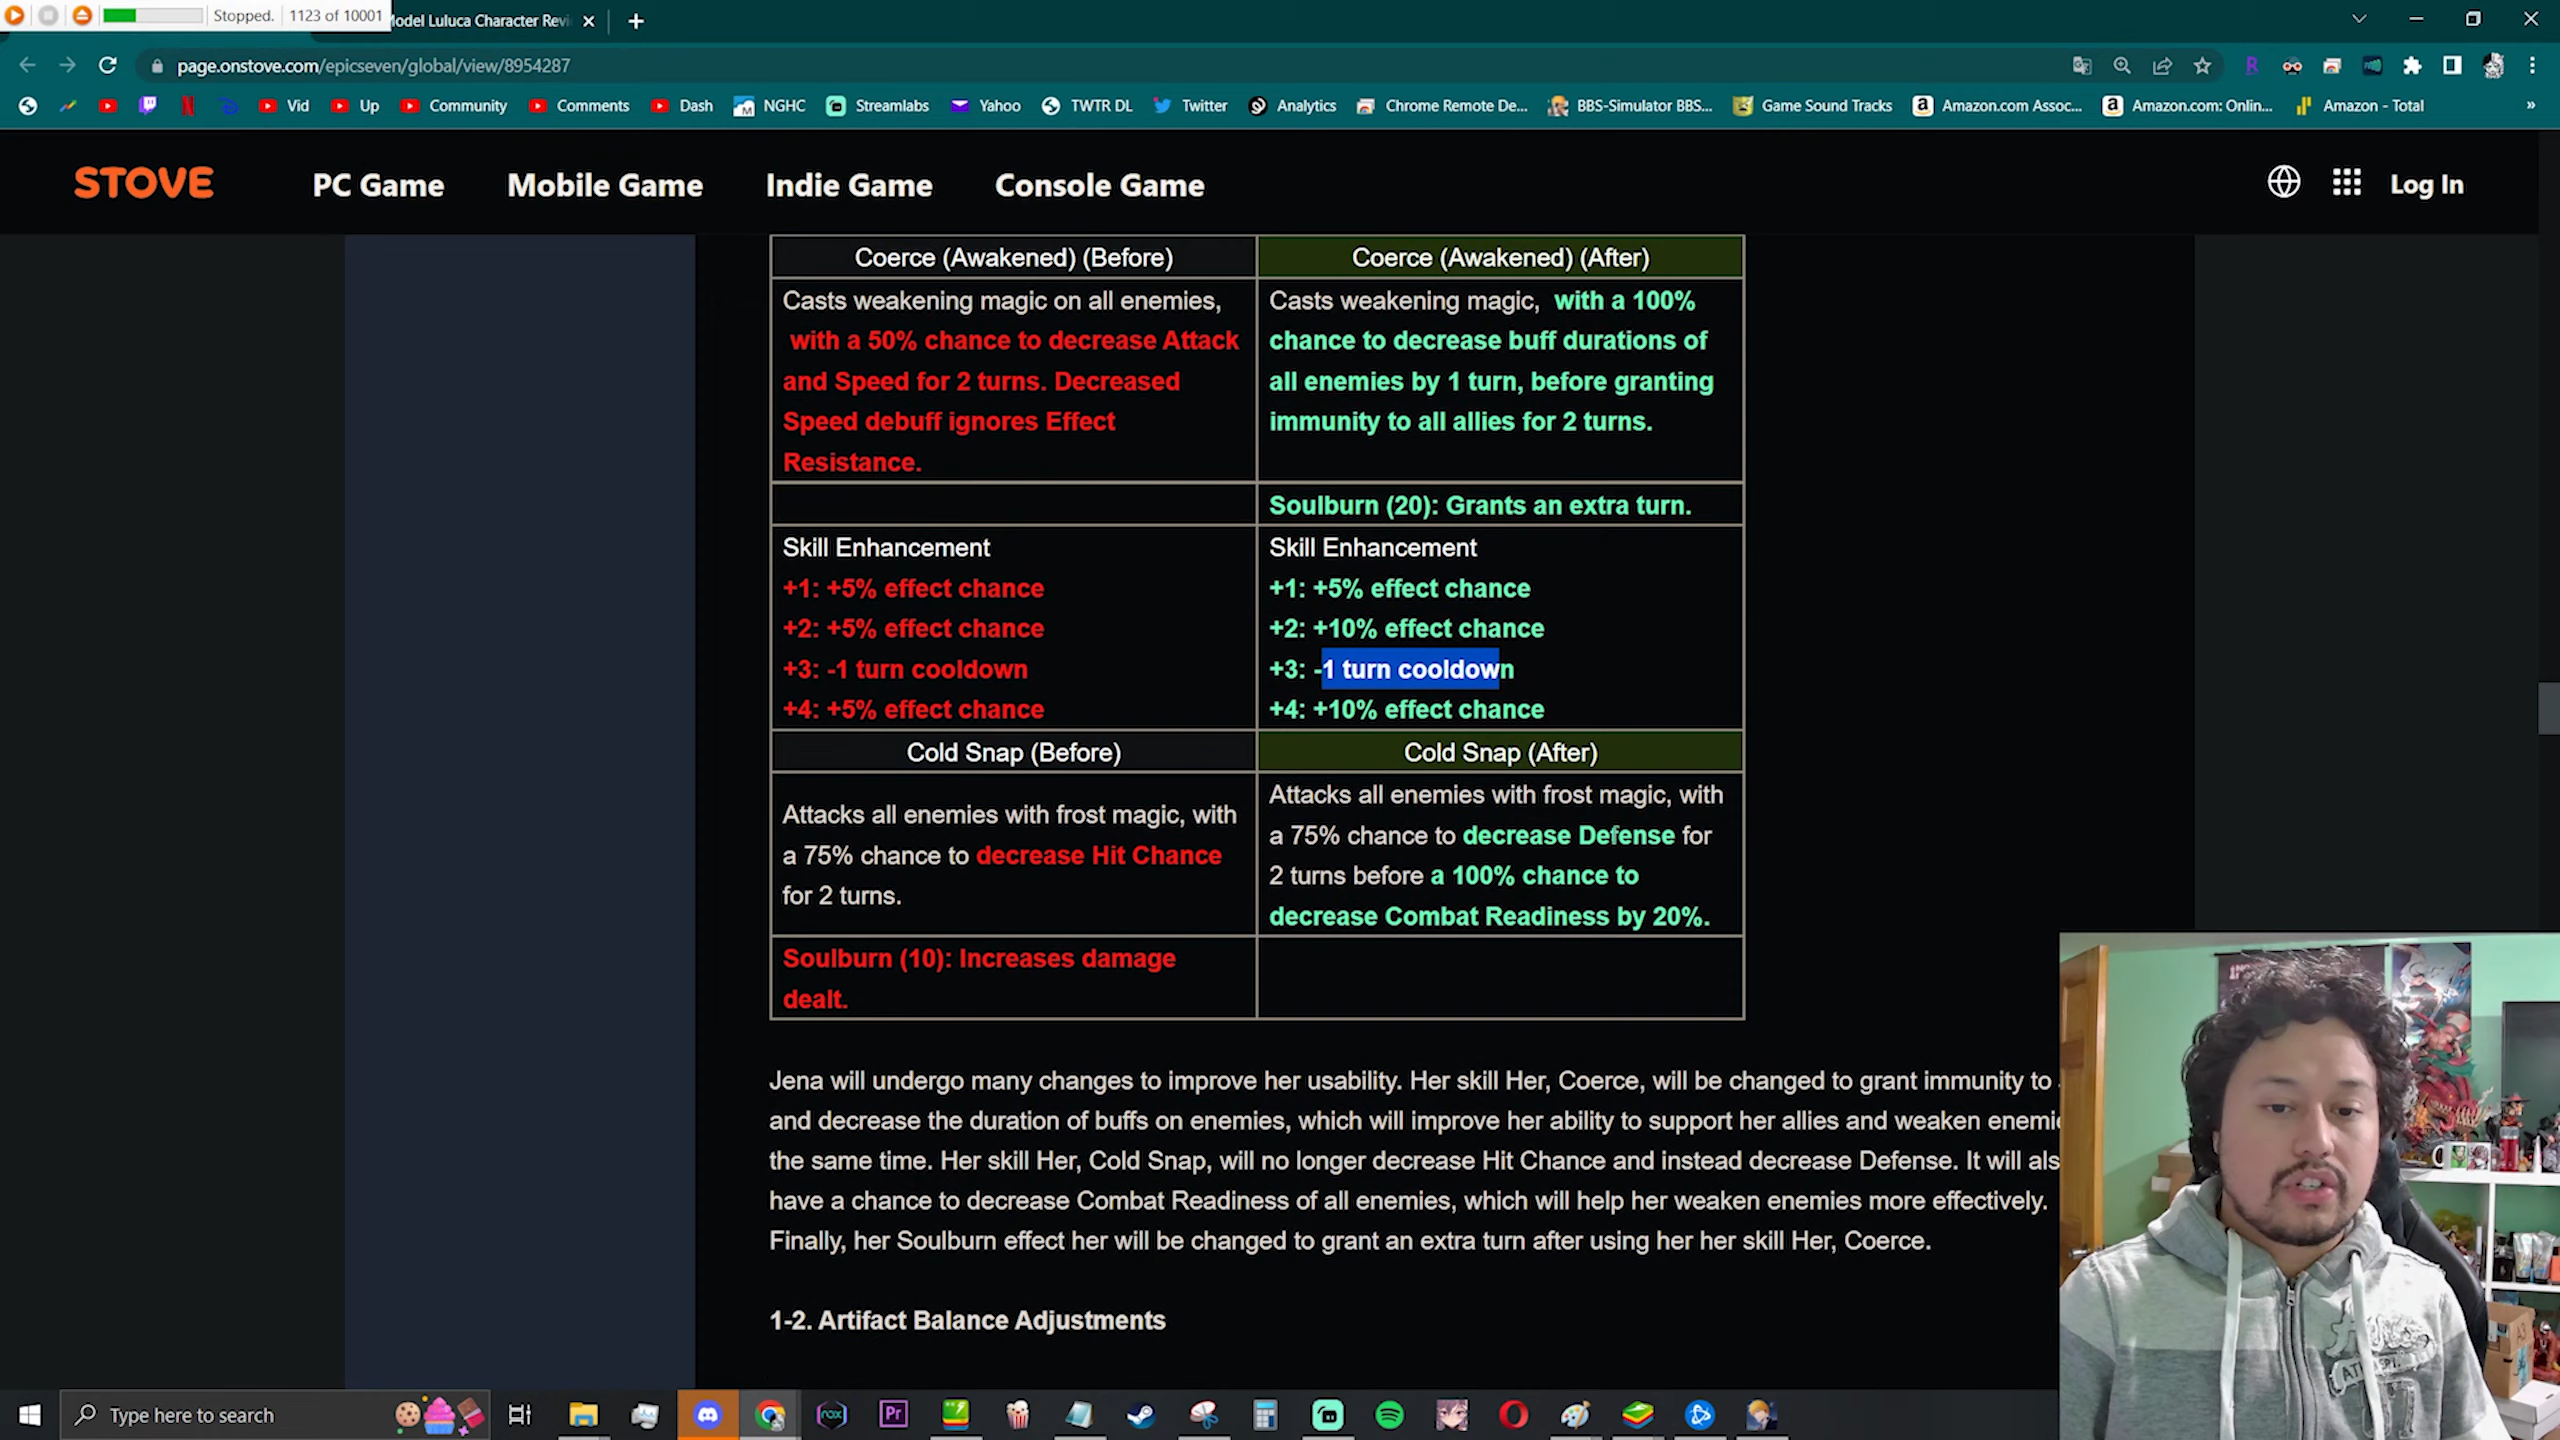 Stopped. 1123 of 10001
odel Luluca Character Revi
page.onstove.com/epicseven/global/view/8954287
Vid Up Community Comments Dash NGHC Streamlabs Yahoo TWTR DL Twitter Analytics Chrome Remote De... BBS-Simulator BBS... Game Sound Tracks Amazon.com Assoc... Amazon.com: Onlin... Amazon - Total
STOVE PC Game Mobile Game Indie Game Console Game Log In
Coerce (Awakened) (Before)
Casts weakening magic on all enemies,
with a 50% chance to decrease Attack
and Speed for 2 turns. Decreased
Speed debuff ignores Effect
Resistance.
Coerce (Awakened) (After)
Casts weakening magic, with a 100%
chance to decrease buff durations of
all enemies by 1 turn, before granting
immunity to all allies for 2 turns.
Soulburn (20): Grants an extra turn.
Skill Enhancement
+1: +5% effect chance
+2: +5% effect chance
+3: -1 turn cooldown
+4: +5% effect chance
Skill Enhancement
+1: +5% effect chance
+2: +10% effect chance
+3: -1 turn cooldown
+4: +10% effect chance
Cold Snap (Before)
Attacks all enemies with frost magic, with
a 75% chance to decrease Hit Chance
for 2 turns.
Soulburn (10): Increases damage
dealt.
Cold Snap (After)
Attacks all enemies with frost magic, with
a 75% chance to decrease Defense for
2 turns before a 100% chance to
decrease Combat Readiness by 20%.
Jena will undergo many changes to improve her usability. Her skill Her, Coerce, will be changed to grant immunity to
and decrease the duration of buffs on enemies, which will improve her ability to support her allies and weaken enemie
the same time. Her skill Her, Cold Snap, will no longer decrease Hit Chance and instead decrease Defense. It will als
have a chance to decrease Combat Readiness of all enemies, which will help her weaken enemies more effectively.
Finally, her Soulburn effect her will be changed to grant an extra turn after using her her skill Her, Coerce.
1-2. Artifact Balance Adjustments
Type here to search
nox
Pr